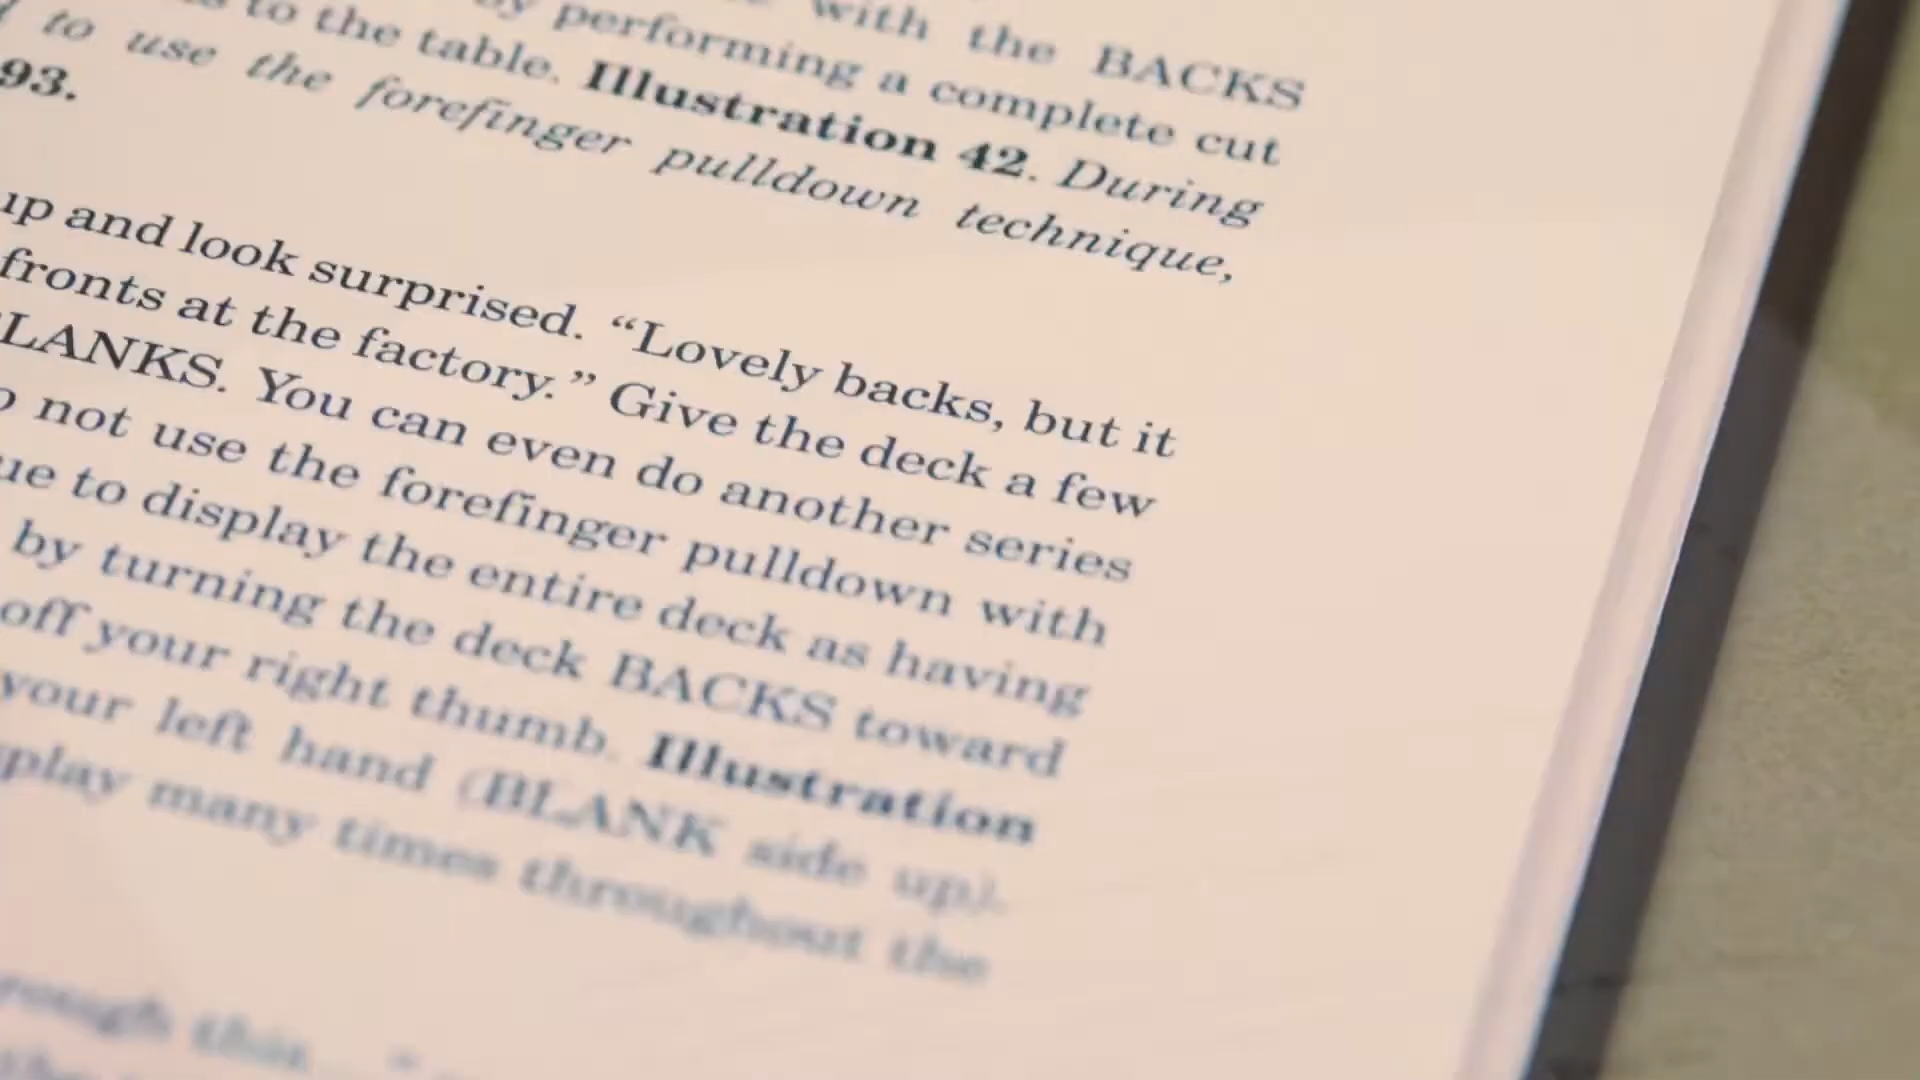 with the BACKS
by performing a complete cut
to the table. Illustration 42. During
to use the forefinger pulldown technique,
93.
up and look surprised. “Lovely backs, but it
fronts at the factory.” Give the deck a few
LANKS. You can even do another series
not use the forefinger pulldown with
ue to display the entire deck as having
by turning the deck BACKS toward
off your right thumb. Illustration
your left hand (BLANK side up).
play many times throughout the